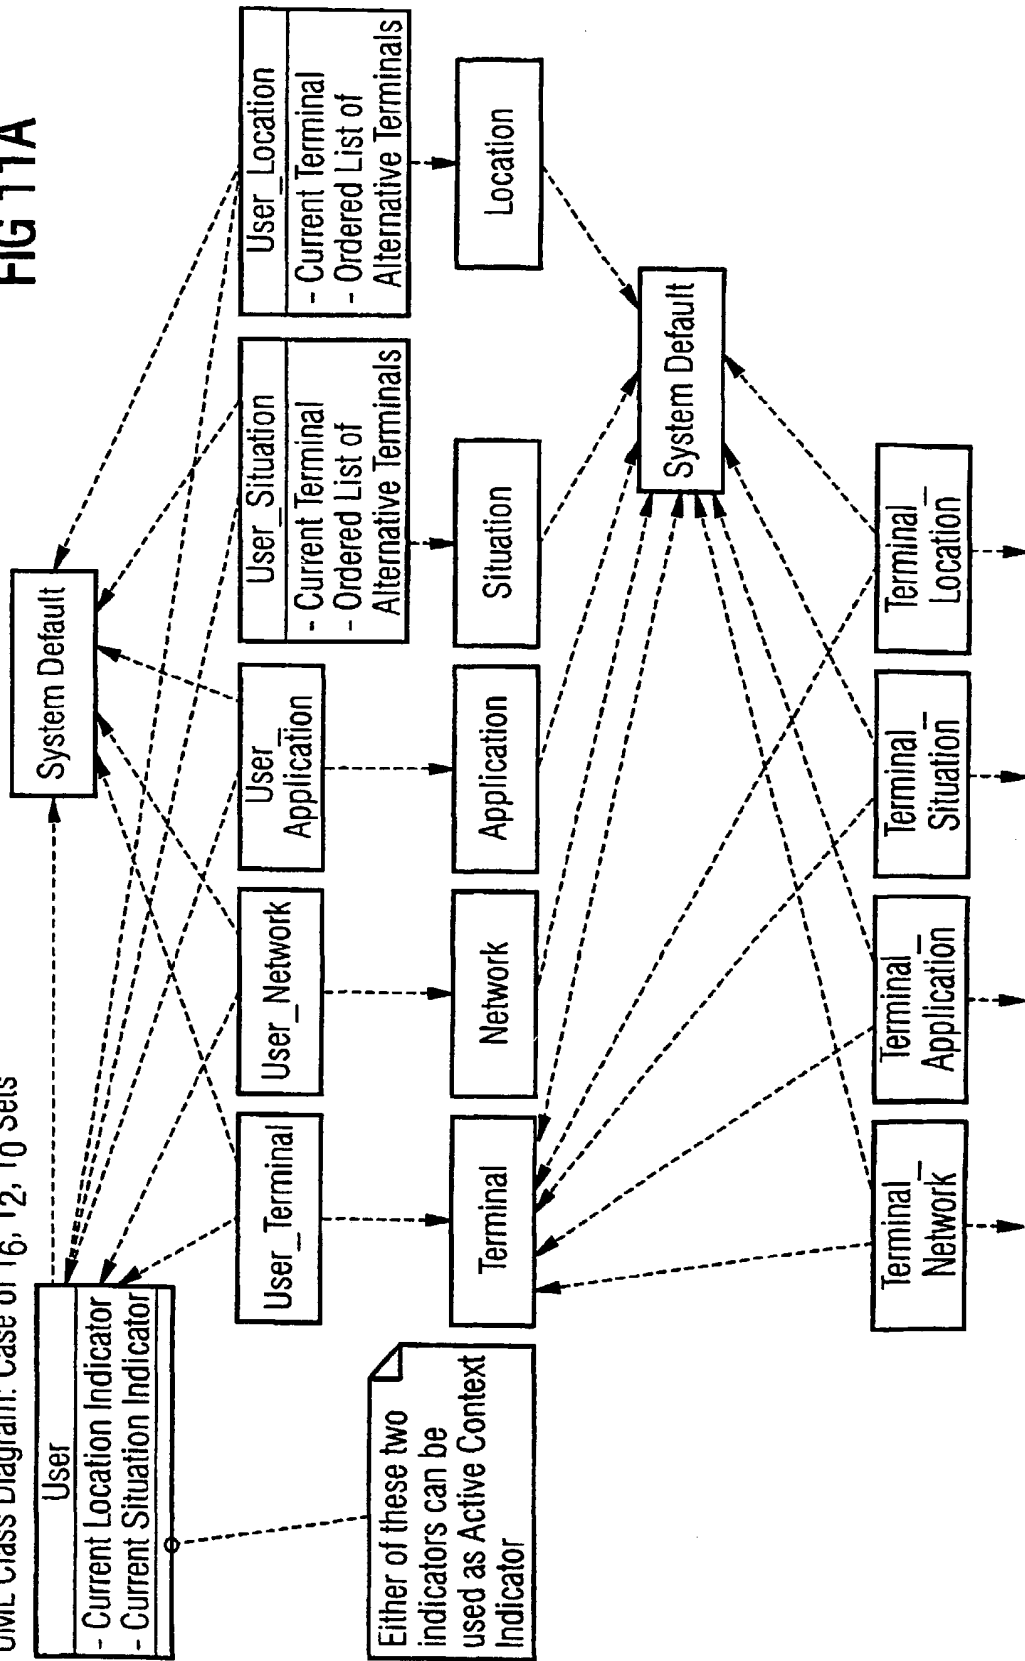 FIG 11A
UML Class Diagram: Case of T6, T2, T0 Sets
User
- Current Location Indicator
- Current Situation Indicator
System Default
User_Terminal
User_Network
User_
Application
User_Situation
- Current Terminal
- Ordered List of
Alternative Terminals
User_Location
- Current Terminal
- Ordered List of
Alternative Terminals
Either of these two
indicators can be
used as Active Context
Indicator
Terminal
Network
Application
Situation
Location
System Default
Terminal_
Network
Terminal_
Application
Terminal_
Situation
Terminal_
Location